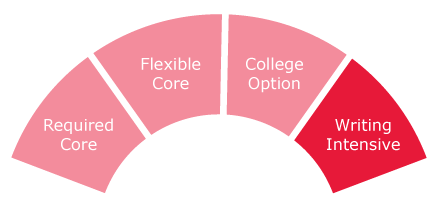 Required
Core
Flexible
Core
College
Option
Writing
Intensive